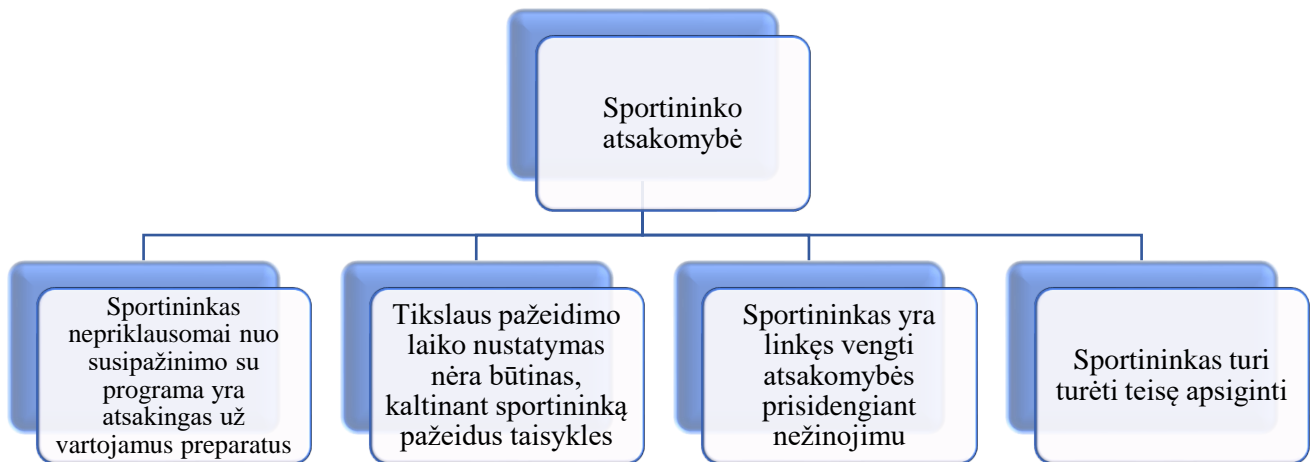 Sportininko
atsakomybė
Sportininkas
nepriklausomai nuo
susipažinimo su
programa yra
atsakingas už
vartojamus preparatus
Tikslaus pažeidimo
laiko nustatymas
nėra būtinas,
kaltinant sportininką
pažeidus taisykles
Sportininkas yra
linkęs vengti
atsakomybės
prisidengiant
nežinojimu
Sportininkas turi
turėti teisę apsiginti